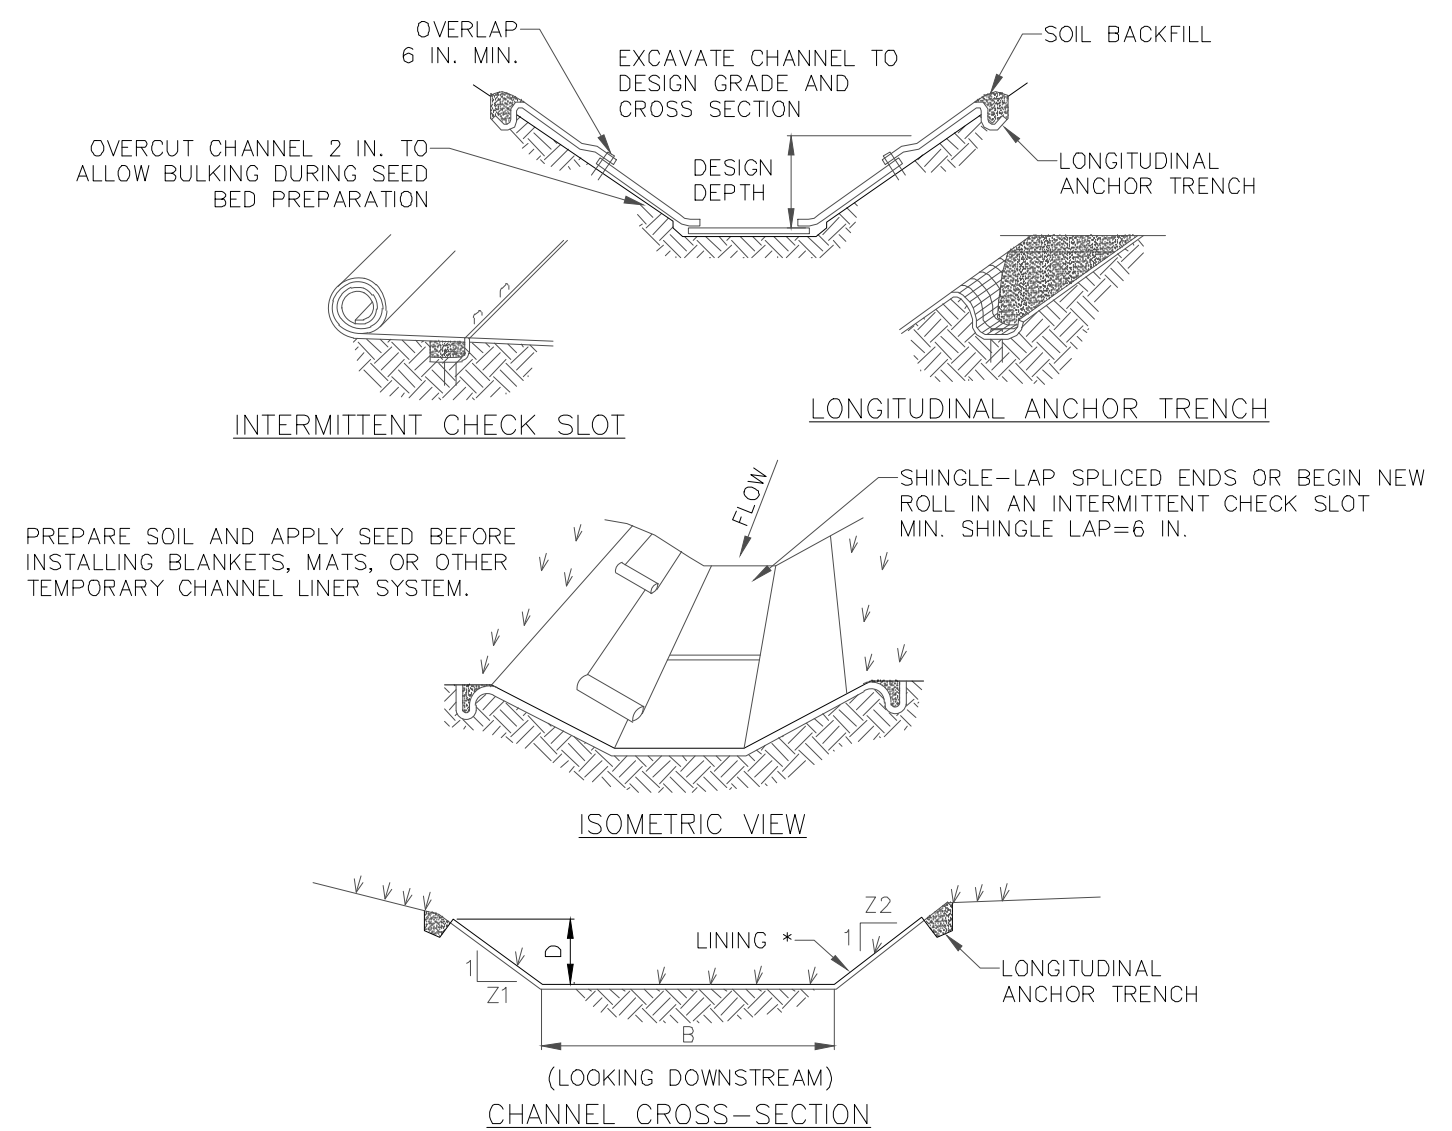 OVERLAP
6 IN. MIN.
EXCAVATE CHANNEL TO
DESIGN GRADE AND
CROSS SECTION
SOIL BACKFILL
OVERCUT CHANNEL 2 IN. TO
ALLOW BULKING DURING SEED
BED PREPARATION
DESIGN
DEPTH
LONGITUDINAL
ANCHOR TRENCH
INTERMITTENT CHECK SLOT
LONGITUDINAL ANCHOR TRENCH
FLOW
SHINGLE-LAP SPLICED ENDS OR BEGIN NEW
ROLL IN AN INTERMITTENT CHECK SLOT
MIN. SHINGLE LAP=6 IN.
PREPARE SOIL AND APPLY SEED BEFORE
INSTALLING BLANKETS, MATS, OR OTHER
TEMPORARY CHANNEL LINER SYSTEM.
ISOMETRIC VIEW
1
Z1
D
LINING *
1
Z2
LONGITUDINAL
ANCHOR TRENCH
B
(LOOKING DOWNSTREAM)
CHANNEL CROSS-SECTION